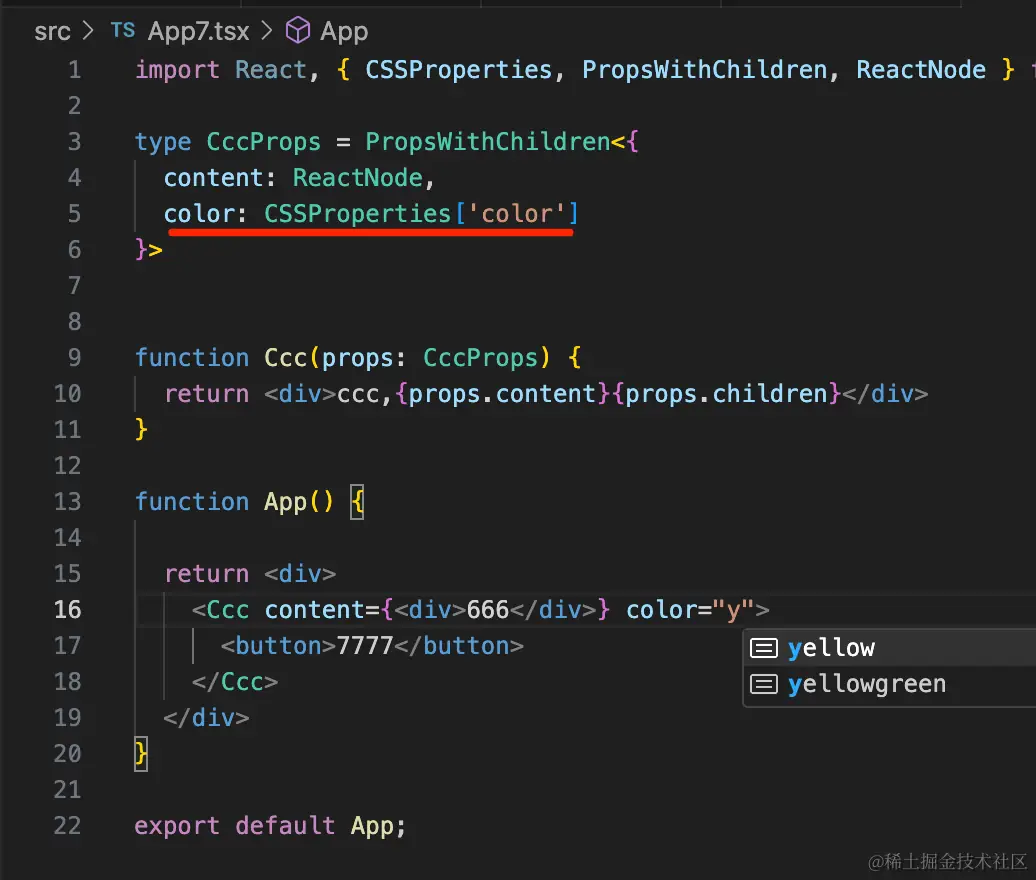 src > TS App7.tsx > App
1 import React, { CSSProperties, PropsWithChildren, ReactNode }
2
3 type CccProps = PropsWithChildren<{
4   content: ReactNode,
5   color: CSSProperties['color']
6 }>
7
8
9 function Ccc(props: CccProps) {
10   return <div>ccc,{props.content}{props.children}</div>
11 }
12
13 function App() {
14
15   return <div>
16     <Ccc content={<div>666</div>} color="y">
17       <button>7777</button>
yellow
18     </Ccc>
yellowgreen
19   </div>
20 }
21
22 export default App;
@稀土掘金技术社区